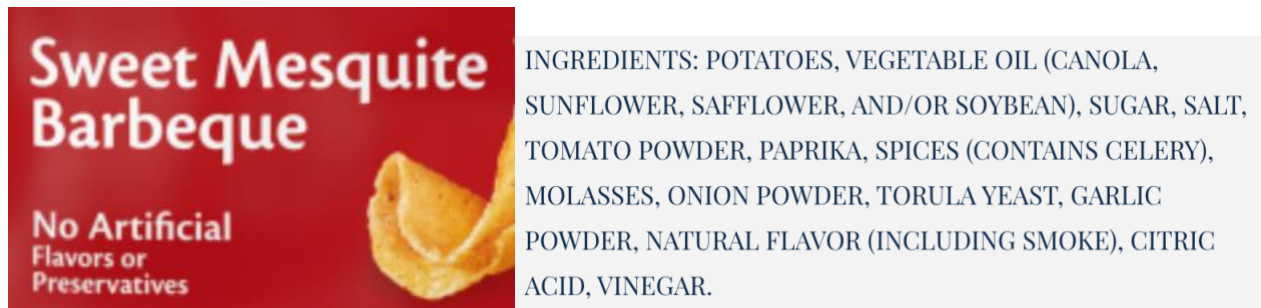 Sweet Mesquite
Barbeque
No Artificial
Flavors or
Preservatives
INGREDIENTS: POTATOES, VEGETABLE OIL (CANOLA,
SUNFLOWER, SAFFLOWER, AND/OR SOYBEAN), SUGAR, SALT,
TOMATO POWDER, PAPRIKA, SPICES (CONTAINS CELERY),
MOLASSES, ONION POWDER, TORULA YEAST, GARLIC
POWDER, NATURAL FLAVOR (INCLUDING SMOKE), CITRIC
ACID, VINEGAR.